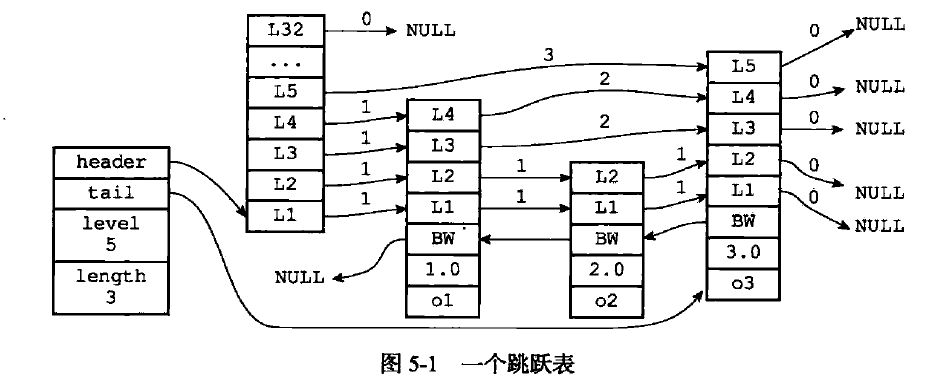 header
tail
level
5
length
3
L32
...
L5
L4
L3
L2
L1
0
NULL
3
1
1
1
1
L4
L3
L2
L1
BW
1.0
o1
NULL
2
2
1
1
L2
L1
BW
2.0
o2
1
1
L5
L4
L3
L2
L1
BW
3.0
o3
0
NULL
0
NULL
0
NULL
0
NULL
0
NULL
图 5-1 一个跳跃表